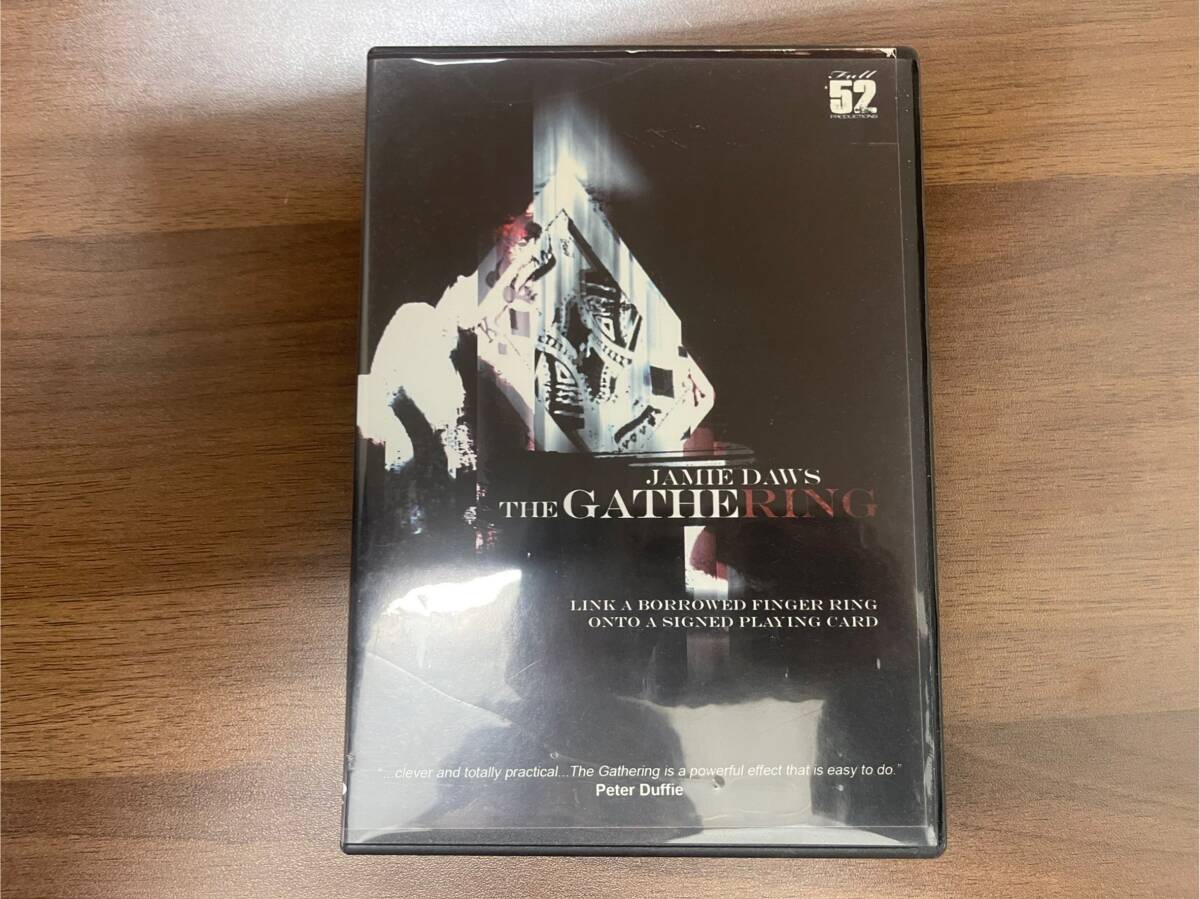 Full
52
PRODUCTIONS
K
K
JAMIE DAWS
THE GATHERING
LINK A BORROWED FINGER RING
ONTO A SIGNED PLAYING CARD
"...clever and totally practical...The Gathering is a powerful effect that is easy to do."
Peter Duffie